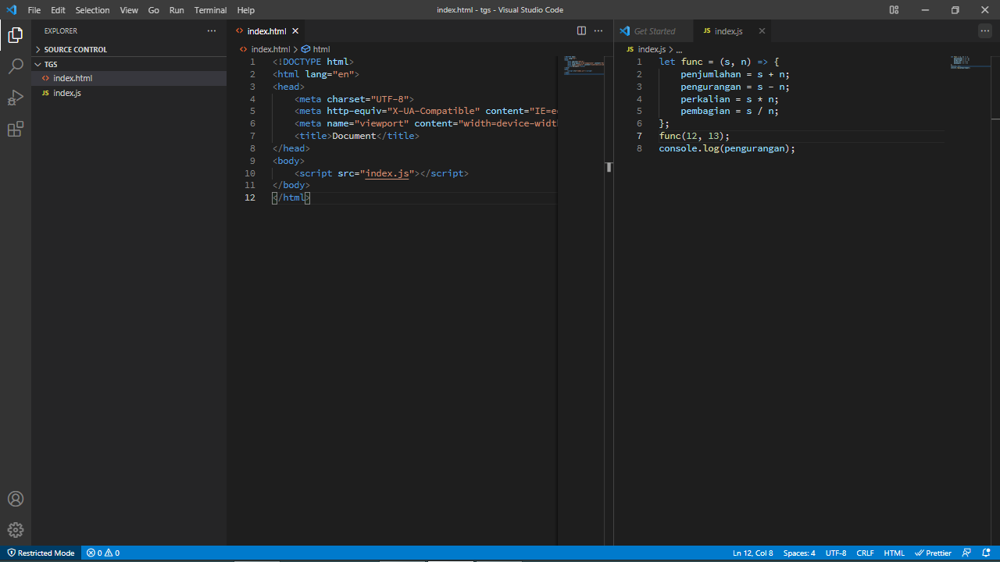 File Edit Selection View Go Run Terminal Help
index.html - tgs - Visual Studio Code
EXPLORER
SOURCE CONTROL
TGS
index.html
JS index.js
index.html
index.html > html
1 <!DOCTYPE html>
2 <html lang="en">
3 <head>
4 <meta charset="UTF-8">
5 <meta http-equiv="X-UA-Compatible" content="IE=e
6 <meta name="viewport" content="width=device-widt
7 <title>Document</title>
8 </head>
9 <body>
10 <script src="index.js"></script>
11 </body>
12 </html>
Get Started
JS index.js
JS index.js > ...
1 let func = (s, n) => {
2 penjumlahan = s + n;
3 pengurangan = s - n;
4 perkalian = s * n;
5 pembagian = s / n;
6 };
7 func(12, 13);
8 console.log(pengurangan);
Restricted Mode 0 0
Ln 12, Col 8 Spaces: 4 UTF-8 CRLF HTML Prettier